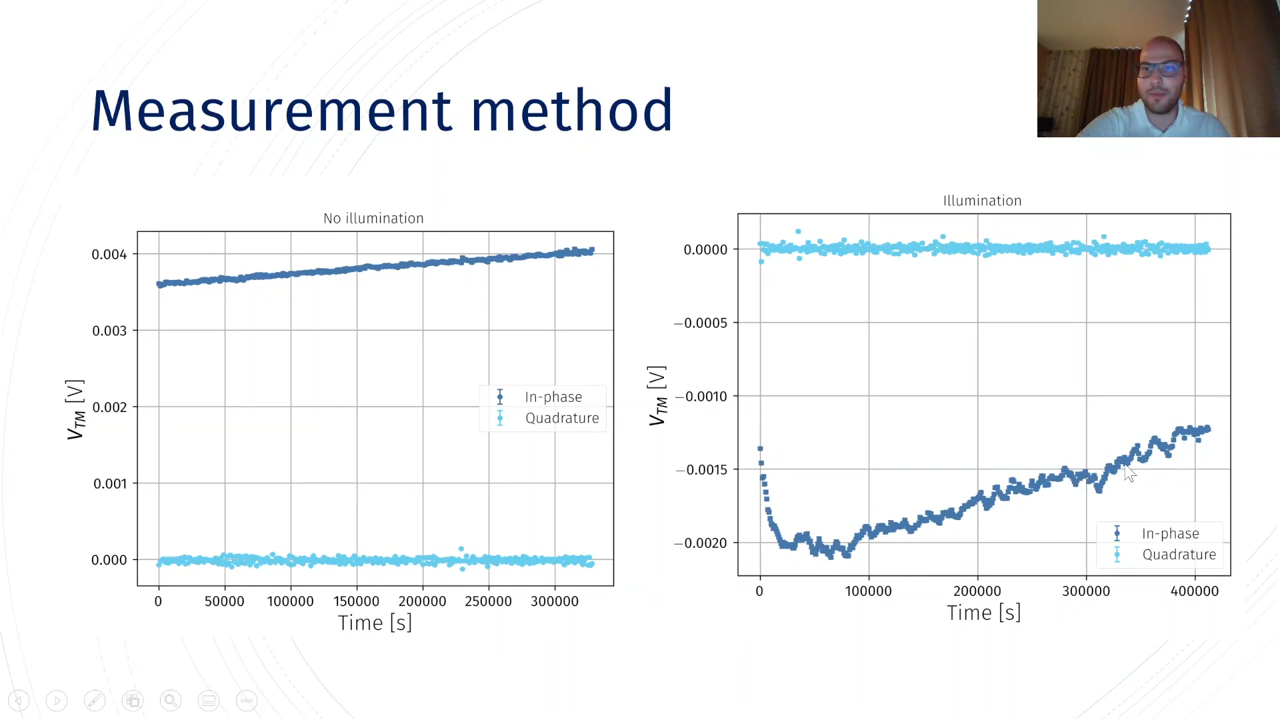 Measurement method
No illumination
0.004
0.003
0.002
0.001
0.000
V_TM [V]
In-phase
Quadrature
0 50000 100000 150000 200000 250000 300000
Time [s]
Illumination
0.0000
−0.0005
−0.0010
−0.0015
−0.0020
V_TM [V]
In-phase
Quadrature
0 100000 200000 300000 400000
Time [s]